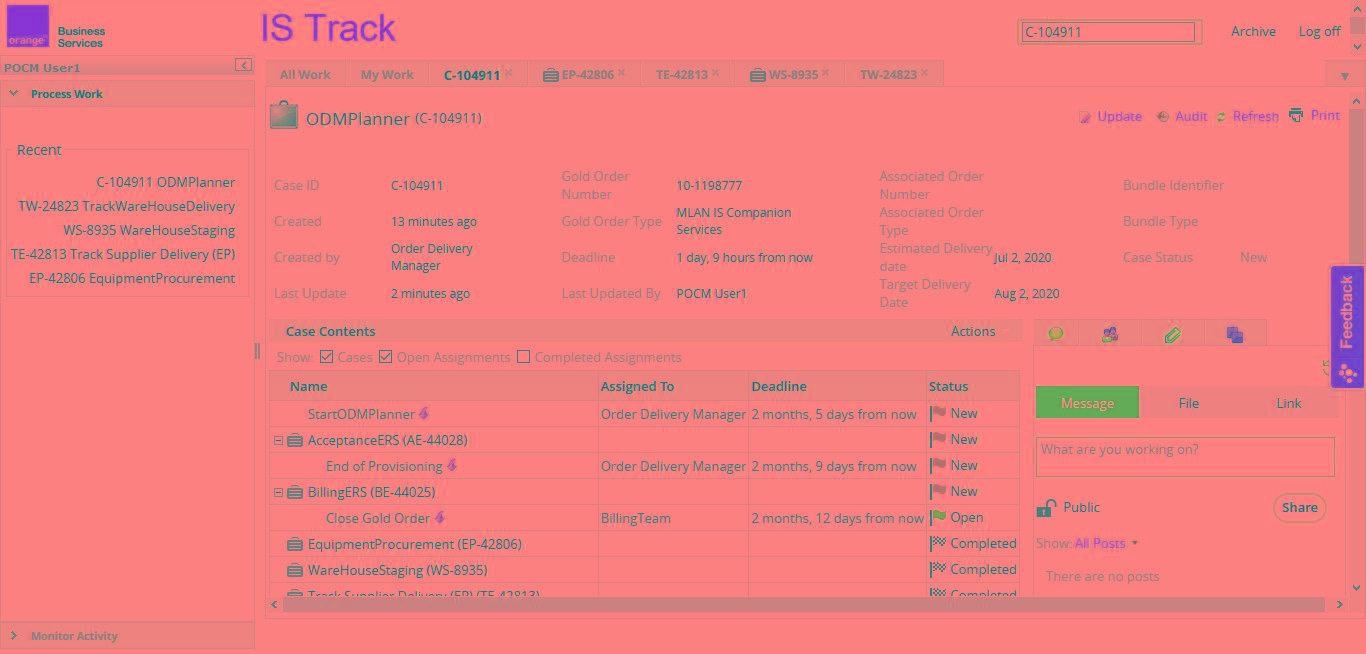 orange™
Business
Services
IS Track
C-104911
Archive
Log off
POCM User1
Process Work
Recent
C-104911 ODMPlanner
TW-24823 TrackWareHouseDelivery
WS-8935 WareHouseStaging
TE-42813 Track Supplier Delivery (EP)
EP-42806 EquipmentProcurement
Monitor Activity
All Work
My Work
C-104911
EP-42806
TE-42813
WS-8935
TW-24823
ODMPlanner (C-104911)
Update
Audit
Refresh
Print
Case ID
C-104911
Gold Order
Number
10-1198777
Associated Order
Number
Bundle Identifier
Created
13 minutes ago
Gold Order Type
MLAN IS Companion
Services
Associated Order
Type
Bundle Type
Created by
Order Delivery
Manager
Deadline
1 day, 9 hours from now
Estimated Delivery
date
Jul 2, 2020
Case Status
New
Last Update
2 minutes ago
Last Updated By
POCM User1
Target Delivery
Date
Aug 2, 2020
Feedback
Case Contents
Actions
Show: Cases Open Assignments Completed Assignments
Name Assigned To Deadline Status
StartODMPlanner Order Delivery Manager 2 months, 5 days from now New
AcceptanceERS (AE-44028) New
End of Provisioning Order Delivery Manager 2 months, 9 days from now New
BillingERS (BE-44025) New
Close Gold Order BillingTeam 2 months, 12 days from now Open
EquipmentProcurement (EP-42806) Completed
WareHouseStaging (WS-8935) Completed
Track Supplier Delivery (EP) (TE-42813) Completed
Message
File
Link
What are you working on?
Public
Share
Show: All Posts
There are no posts